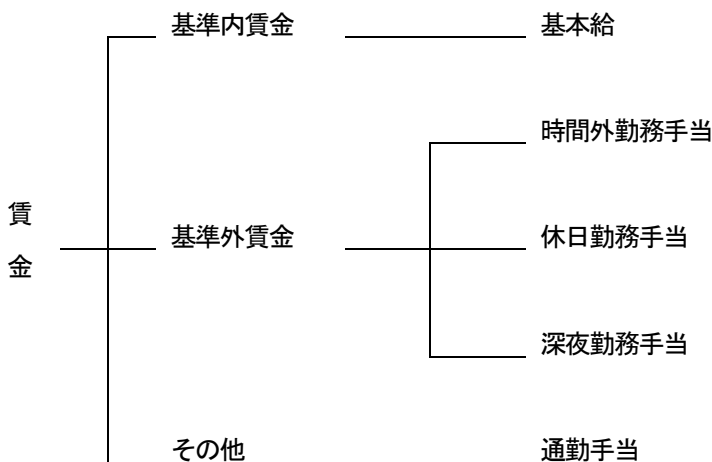 賃金
基準内賃金
基本給
時間外勤務手当
基準外賃金
休日勤務手当
深夜勤務手当
その他
通勤手当